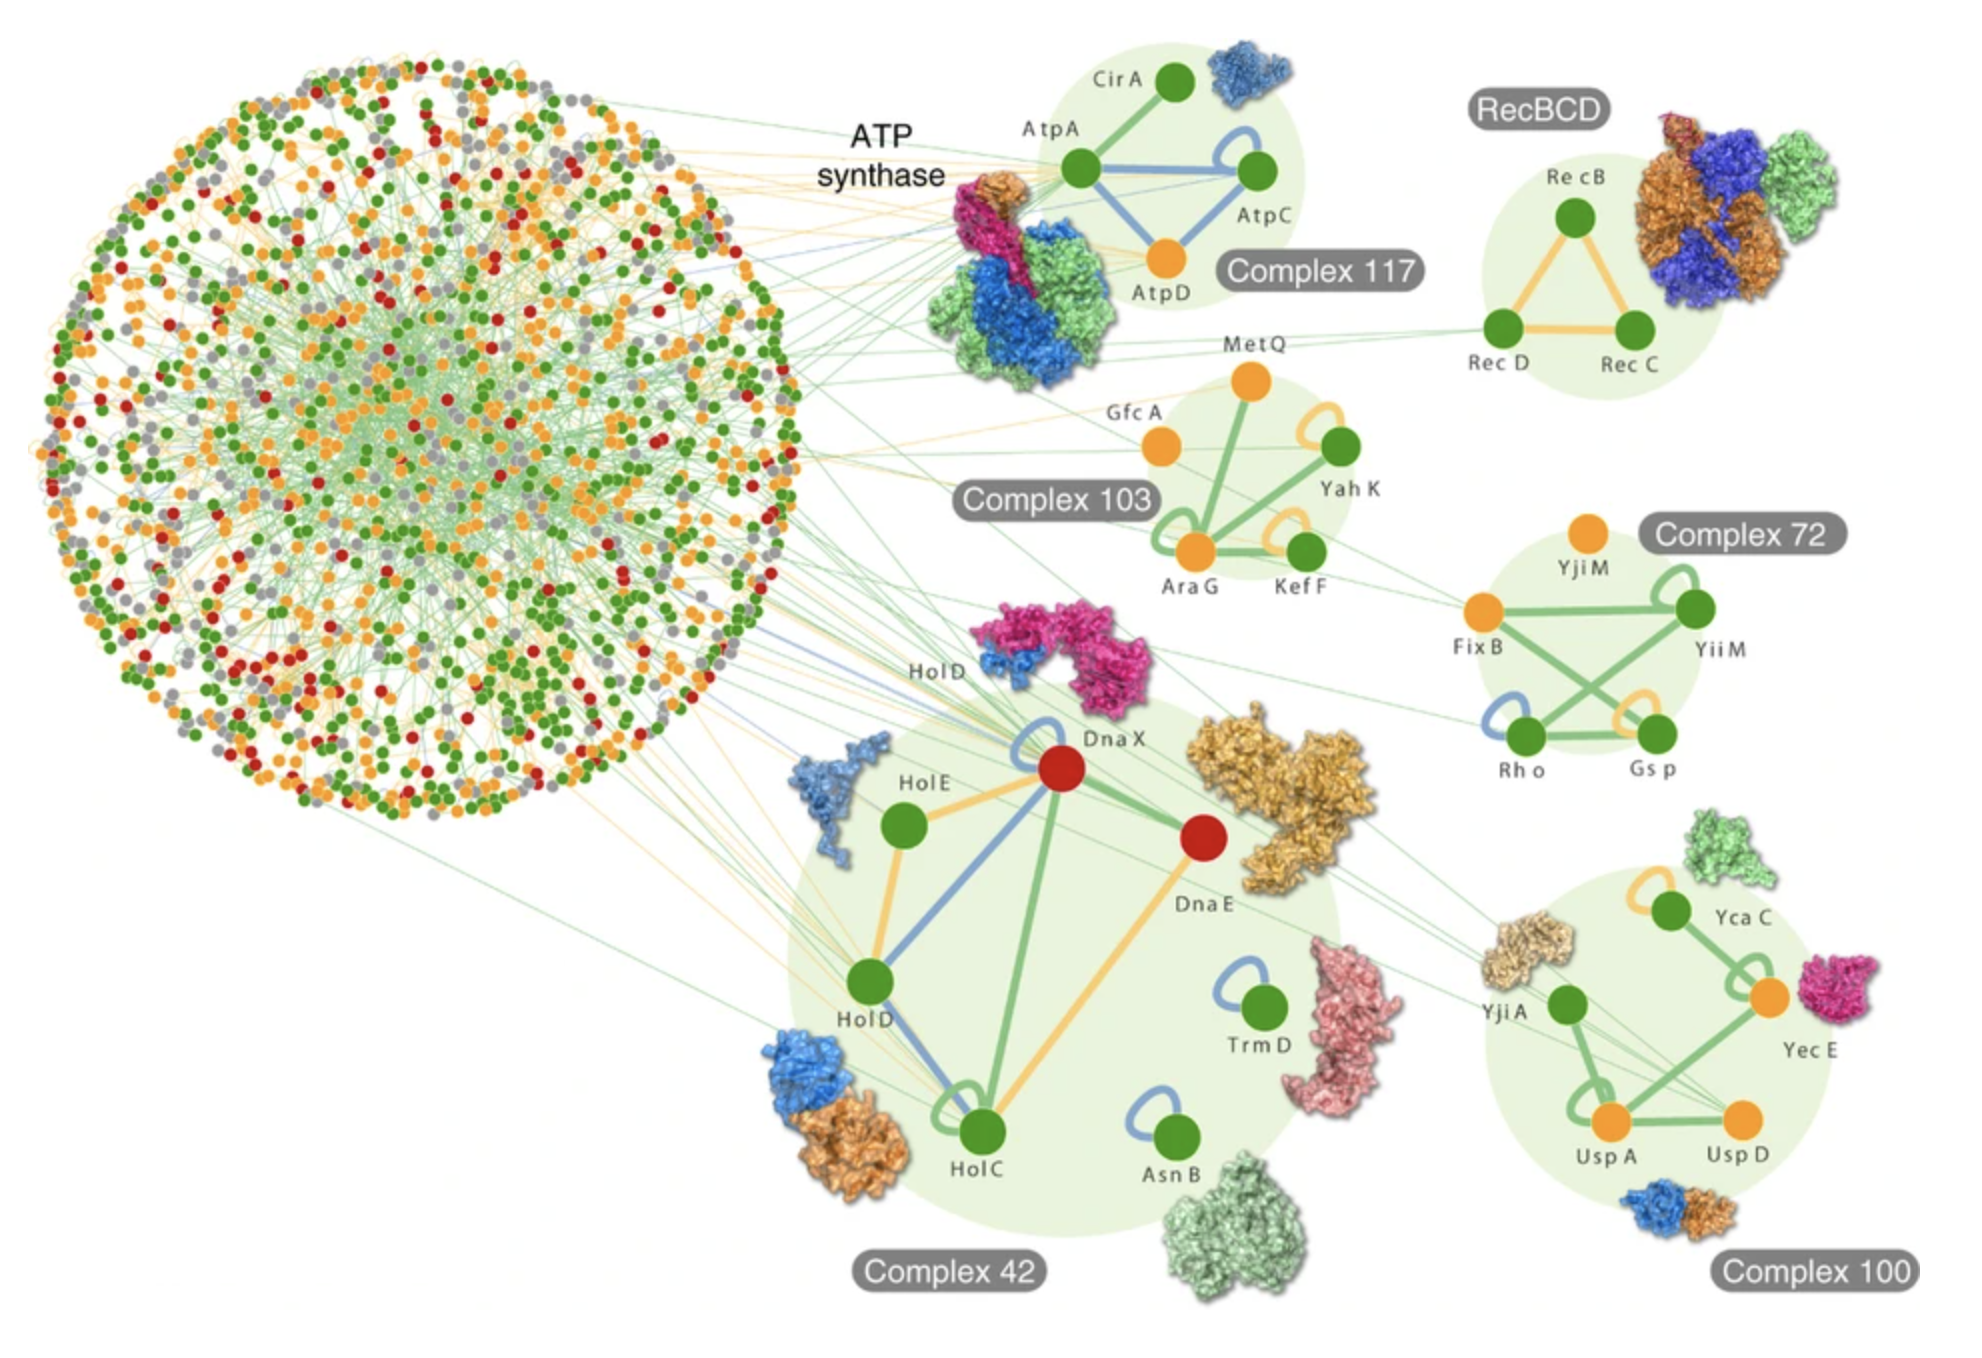 ATP
synthase
Cir A
AtpA
AtpC
AtpD
Complex 117
RecBCD
Re cB
Rec D
Rec C
Met Q
Gfc A
Yah K
Complex 103
Ara G
Kef F
Complex 72
Yji M
Fix B
Yii M
Rh o
Gs p
Hol D
Dna X
Hol E
Dna E
Hol D
Trm D
Hol C
Asn B
Complex 42
Yca C
Yji A
Yec E
Usp A
Usp D
Complex 100